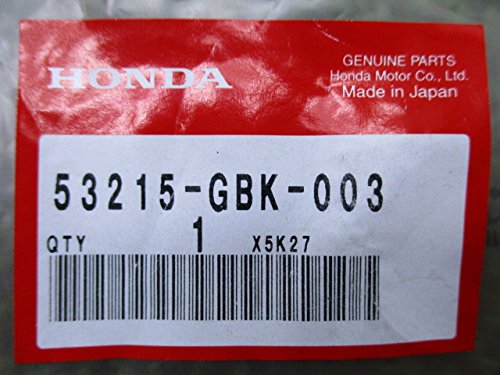 HONDA
GENUINE PARTS
Honda Motor Co., Ltd.
Made in Japan
53215-GBK-003
QTY 1 X5K27